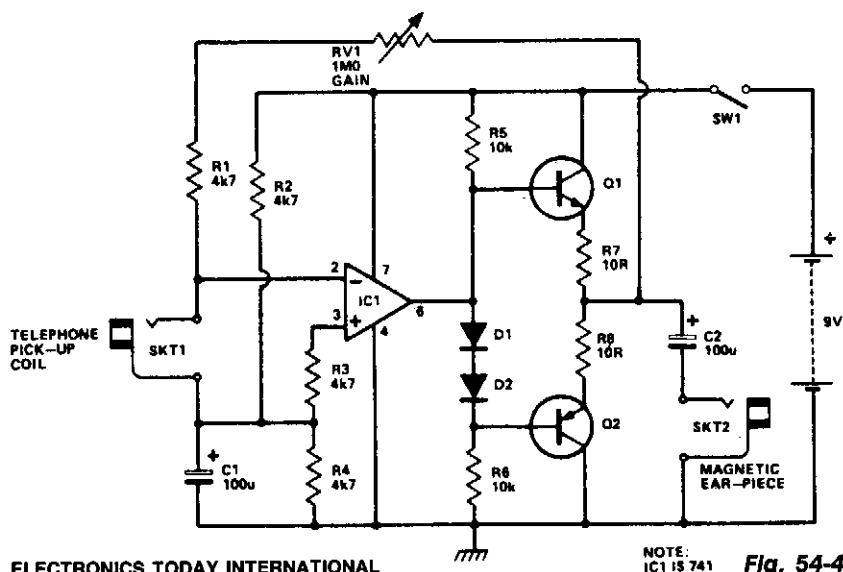 RV1
1M0
GAIN
SW1
R1
4k7
R2
4k7
R5
10k
Q1
R7
10R
2
7
IC1
6
3
4
+
9V
TELEPHONE
PICK-UP
COIL
SKT1
D1
R8
10R
+
C2
100u
R3
4k7
D2
Q2
SKT2
+
C1
100u
R4
4k7
R6
10k
MAGNETIC
EAR-PIECE
ELECTRONICS TODAY INTERNATIONAL
NOTE:
IC1 IS 741
Fig. 54-4